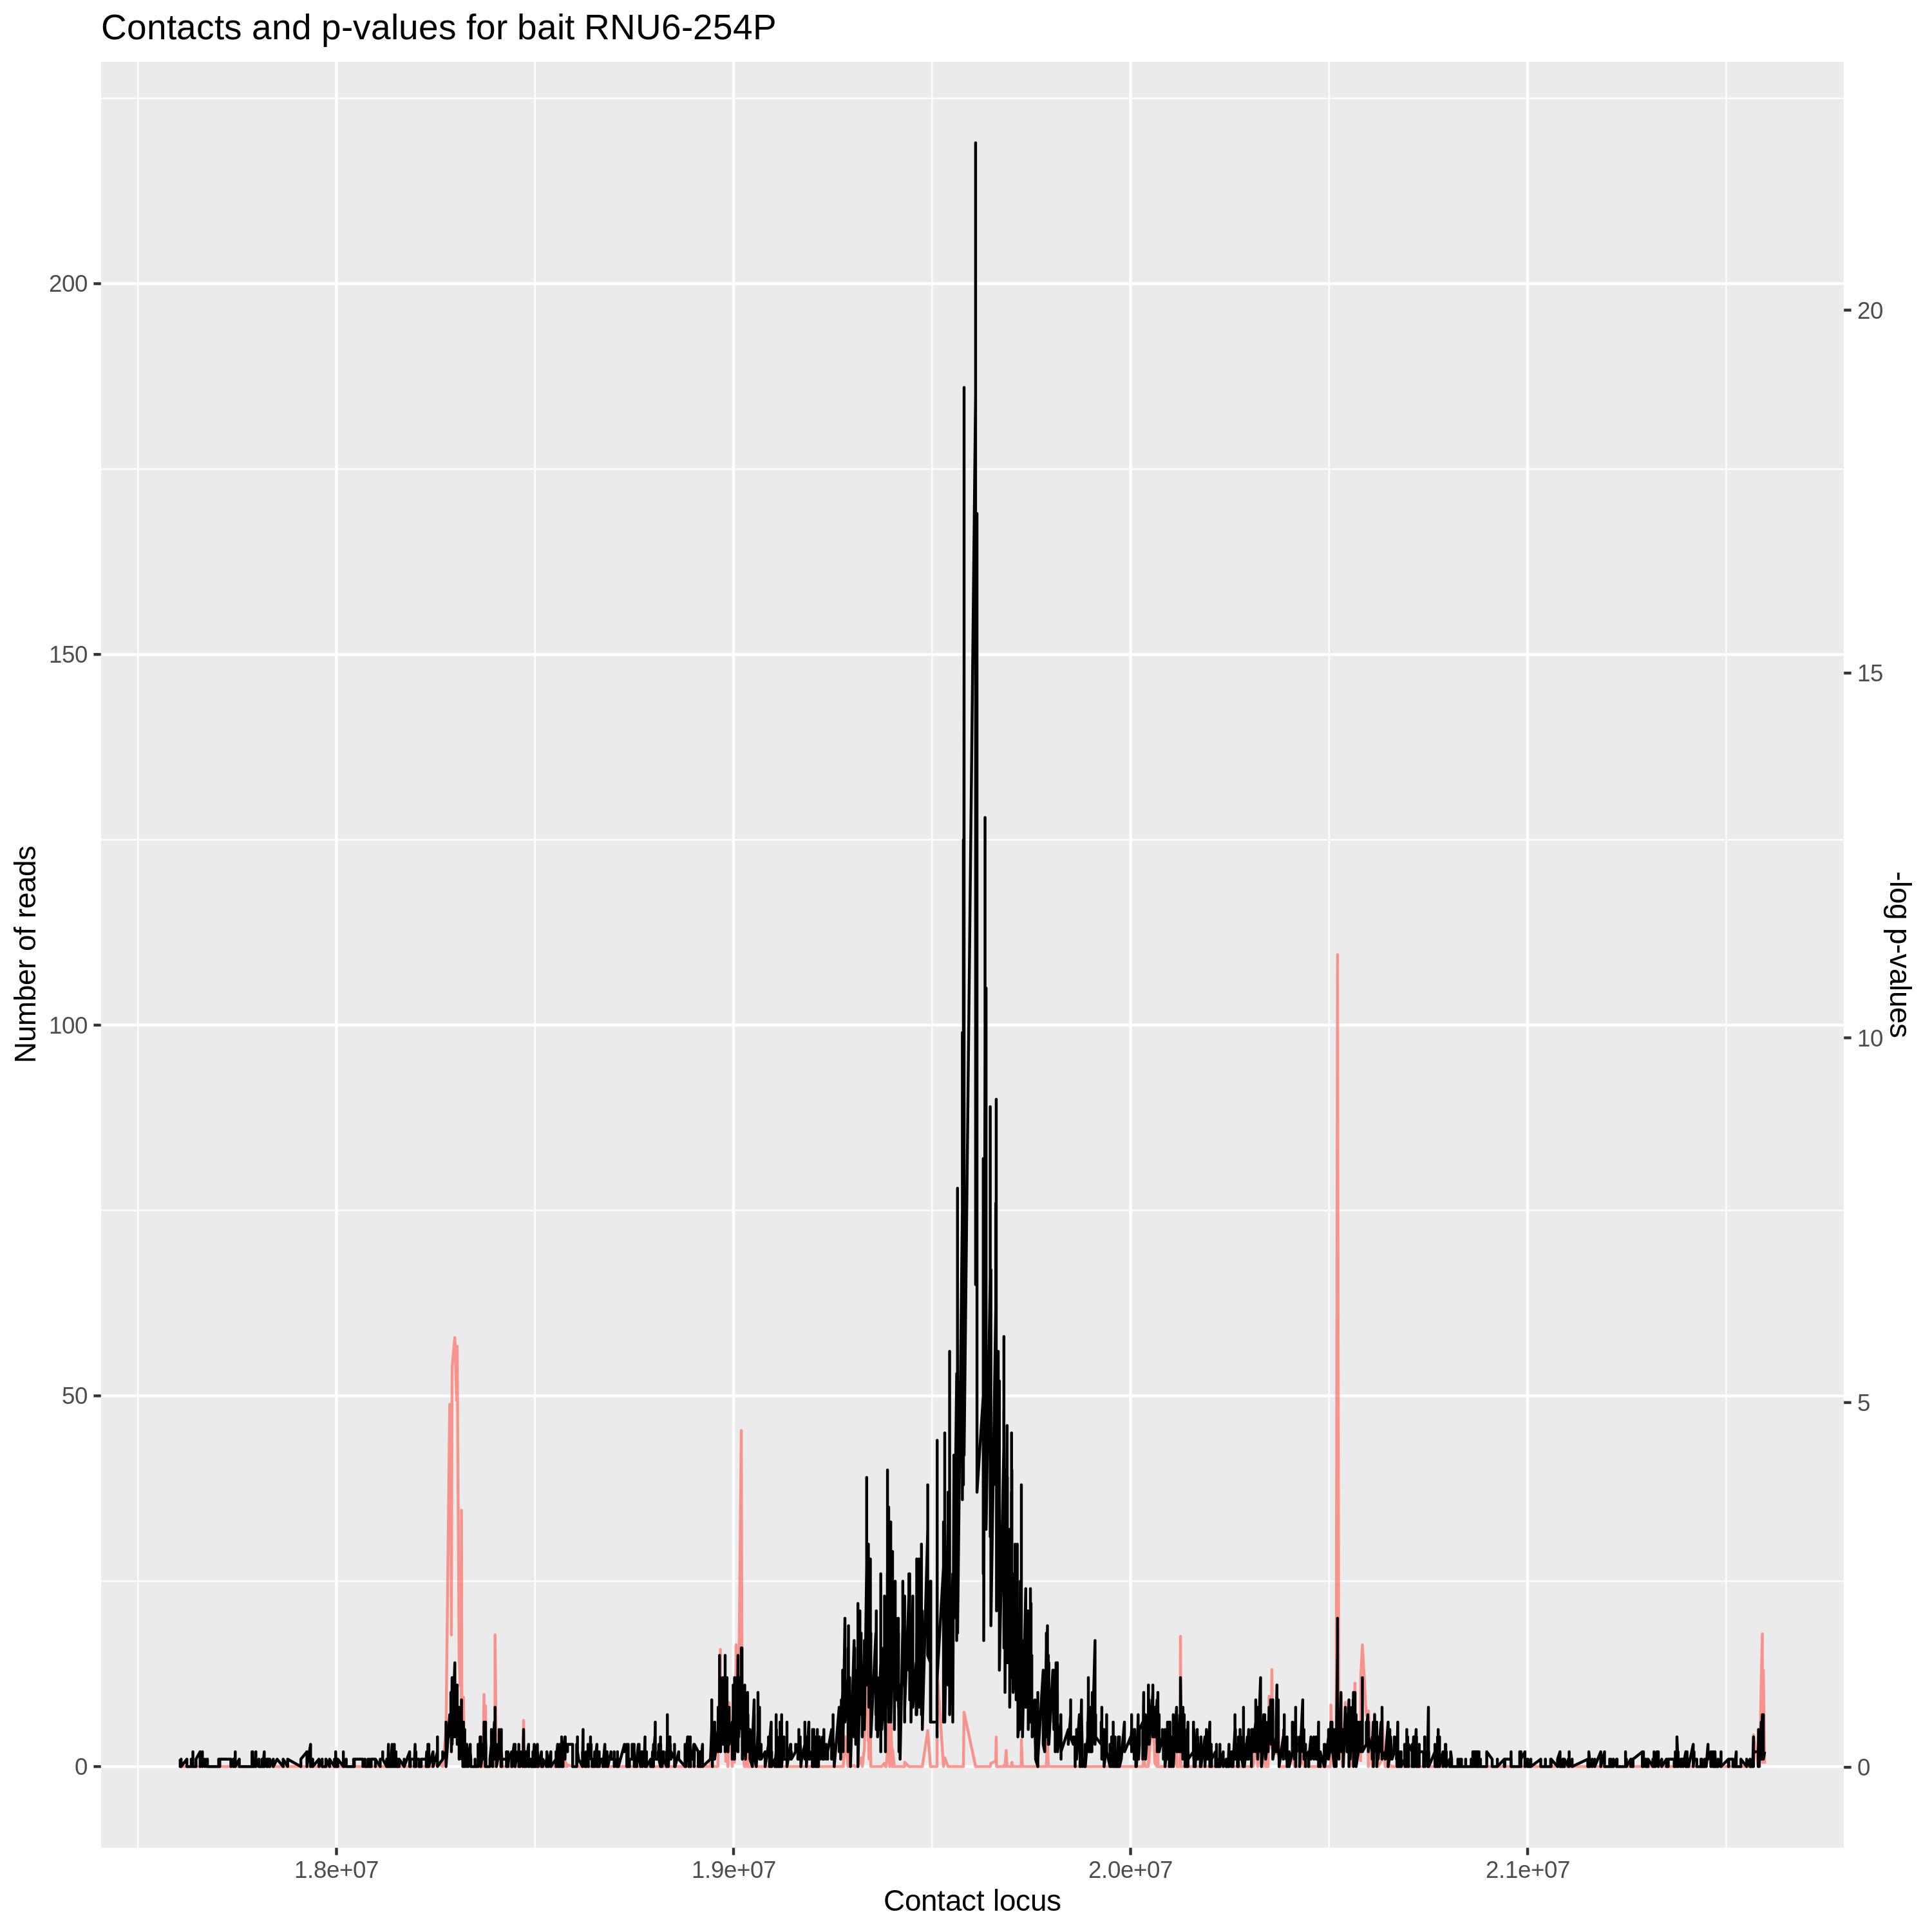 Contacts and p-values for bait RNU6-254P
200
150
100
50
0
Number of reads
20
15
10
5
0
-log p-values
1.8e+07
1.9e+07
2.0e+07
2.1e+07
Contact locus